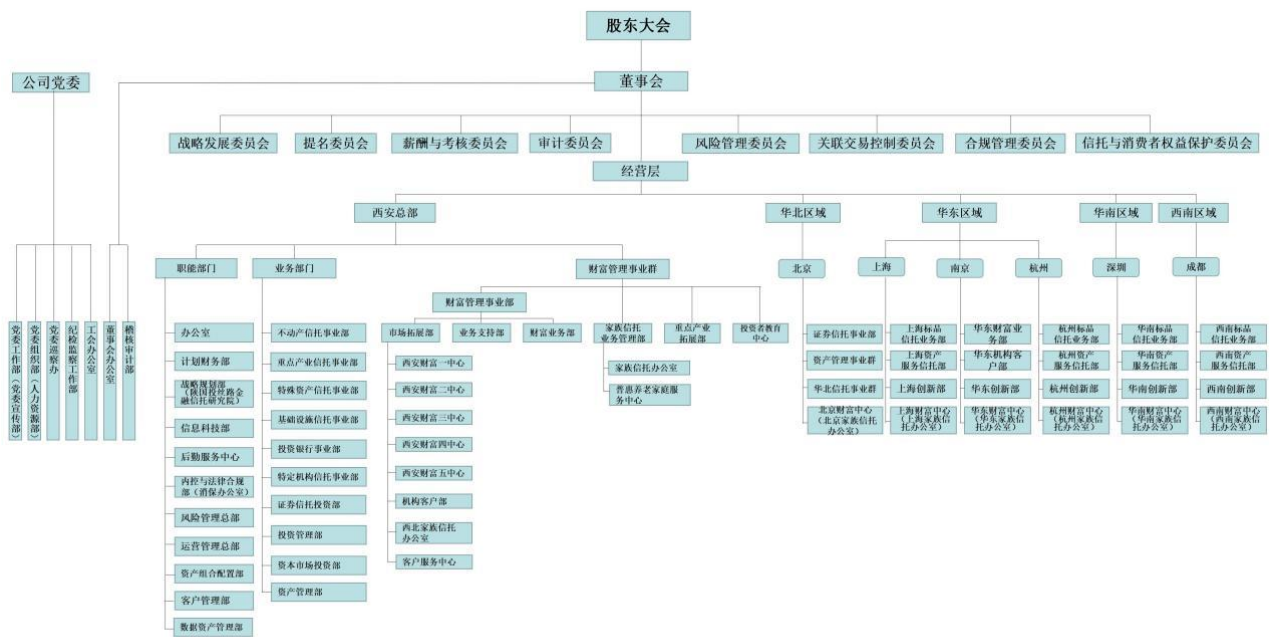 股东大会
公司党委
董事会
战略发展委员会
提名委员会
薪酬与考核委员会
审计委员会
风险管理委员会
关联交易控制委员会
合规管理委员会
信托与消费者权益保护委员会
经营层
西安总部
华北区域
华东区域
华南区域
西南区域
职能部门
业务部门
财富管理事业群
北京
上海
南京
杭州
深圳
成都
财富管理事业部
党委工作部（党委宣传部）
党委组织部（人力资源部）
党委巡察办
纪检监察工作部
工会办公室
董事会办公室
稽核审计部
办公室
计划财务部
战略规划部
（陕国投丝路金
融信托研究院）
信息科技部
后勤服务中心
内控与法律合规
部（消保办公室）
风险管理总部
运营管理总部
资产组合配置部
客户管理部
数据资产管理部
不动产信托事业部
重点产业信托事业部
特殊资产信托事业部
基础设施信托事业部
投资银行事业部
特定机构信托事业部
证券信托投资部
投资管理部
资本市场投资部
资产管理部
市场拓展部
业务支持部
财富业务部
西安财富一中心
西安财富二中心
西安财富三中心
西安财富四中心
西安财富五中心
机构客户部
西北家族信托
办公室
客户服务中心
家族信托
业务管理部
家族信托办公室
普惠养老家庭服
务中心
重点产业
拓展部
投资者教育
中心
证券信托事业部
资产管理事业群
华北信托事业群
北京财富中心
（北京家族信托
办公室）
上海标品
信托业务部
上海资产
服务信托部
上海创新部
上海财富中心
（上海家族信
托办公室）
华东财富业
务部
华东机构客
户部
华东创新部
华东财富中心
（华东家族信
托办公室）
杭州标品
信托业务部
杭州资产
服务信托部
杭州创新部
杭州财富中心
（杭州家族信
托办公室）
华南标品
信托业务部
华南资产
服务信托部
华南创新部
华南财富中心
（华南家族信
托办公室）
西南标品
信托业务部
西南资产
服务信托部
西南创新部
西南财富中心
（西南家族信
托办公室）